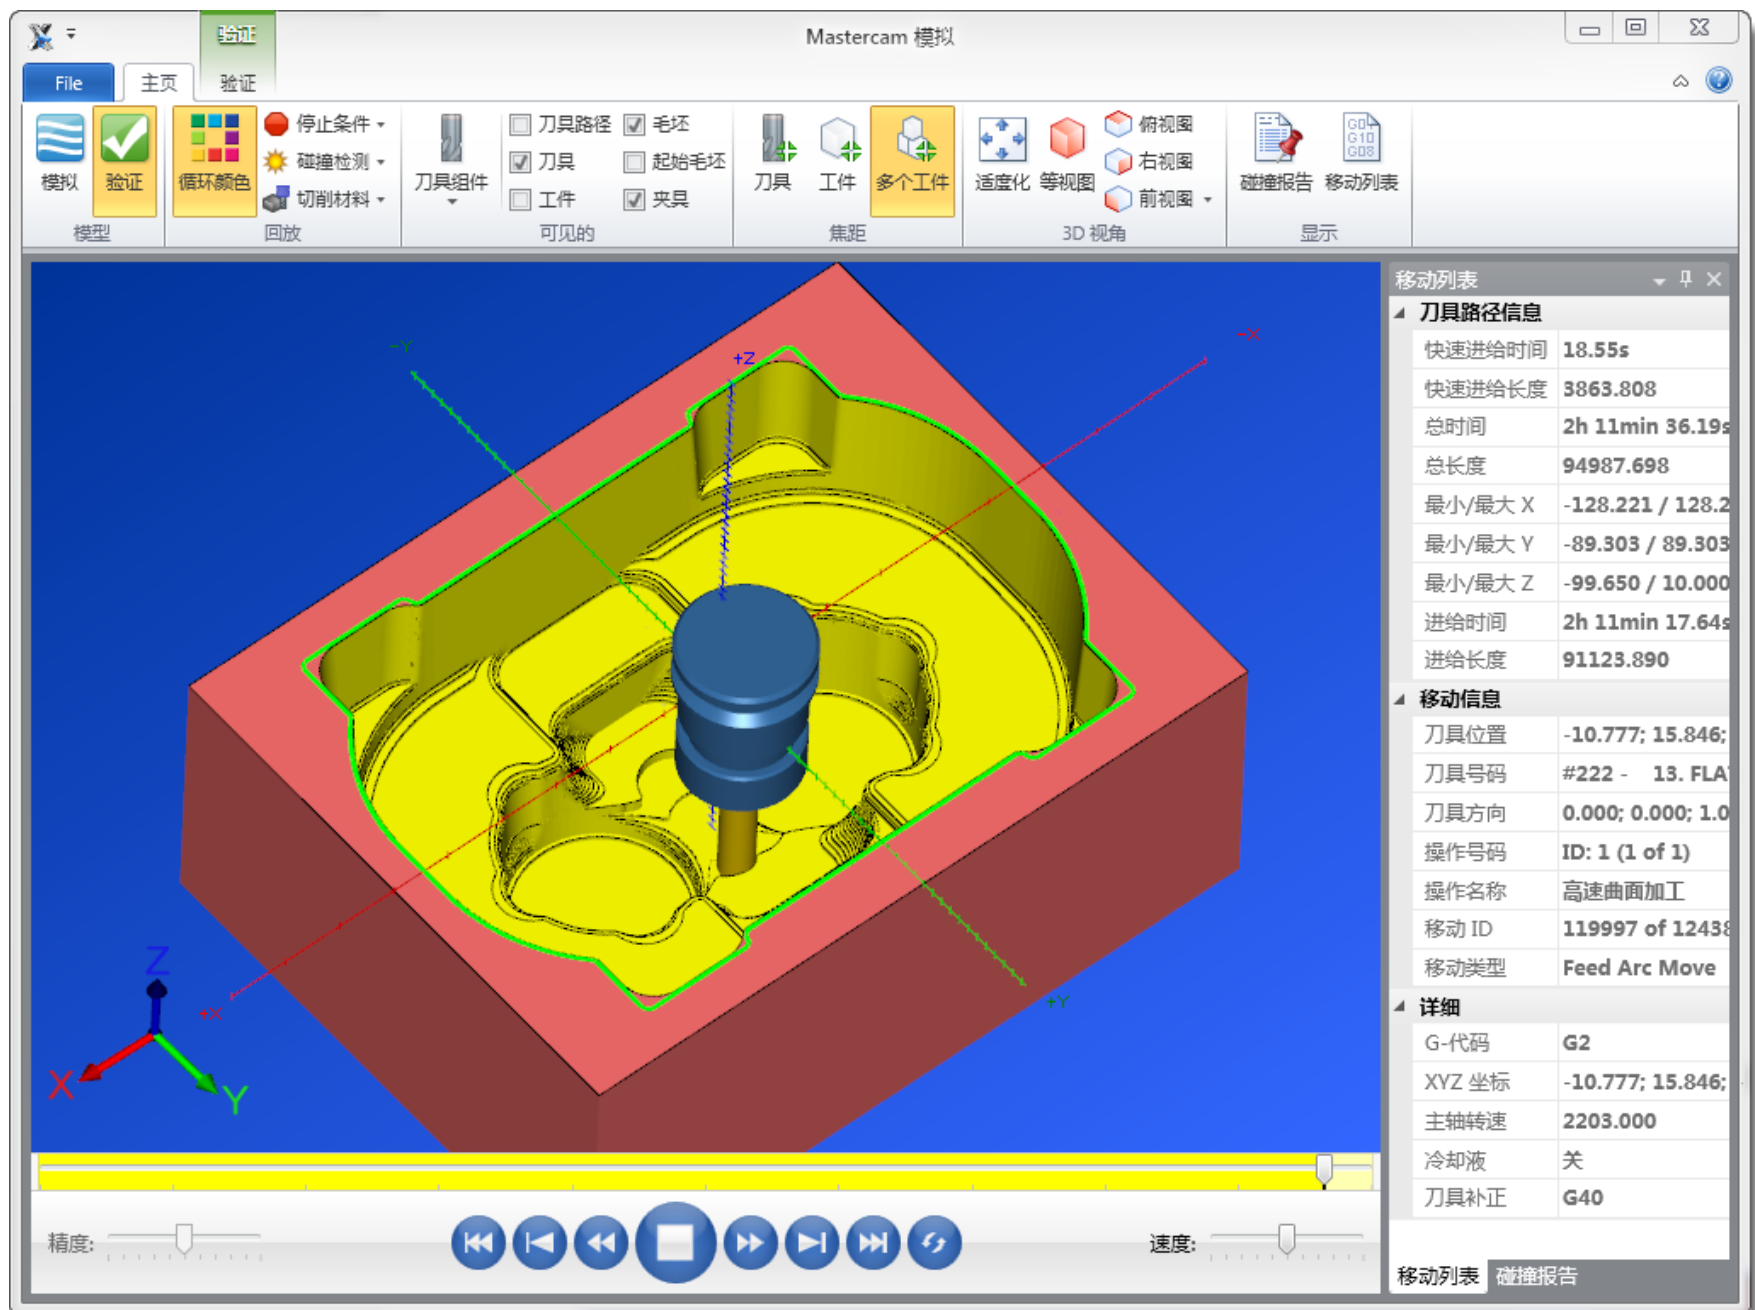 验证
Mastercam 模拟
File
主页
验证
模拟
验证
模型
循环颜色
停止条件
碰撞检测
切削材料
回放
刀具组件
刀具路径
毛坯
刀具
起始毛坯
工件
夹具
可见的
刀具
工件
多个工件
焦距
适度化
等视图
俯视图
右视图
前视图
3D 视角
碰撞报告
G0
G10
G03
移动列表
显示
-Y
+Z
-X
+X
+Y
Z
X
Y
移动列表
刀具路径信息
快速进给时间 18.55s
快速进给长度 3863.808
总时间 2h 11min 36.19s
总长度 94987.698
最小/最大 X -128.221 / 128.2
最小/最大 Y -89.303 / 89.303
最小/最大 Z -99.650 / 10.000
进给时间 2h 11min 17.64s
进给长度 91123.890
移动信息
刀具位置 -10.777; 15.846;
刀具号码 #222 - 13. FLA
刀具方向 0.000; 0.000; 1.0
操作号码 ID: 1 (1 of 1)
操作名称 高速曲面加工
移动 ID 119997 of 12438
移动类型 Feed Arc Move
详细
G-代码 G2
XYZ 坐标 -10.777; 15.846;
主轴转速 2203.000
冷却液 关
刀具补正 G40
精度:
速度:
移动列表 碰撞报告